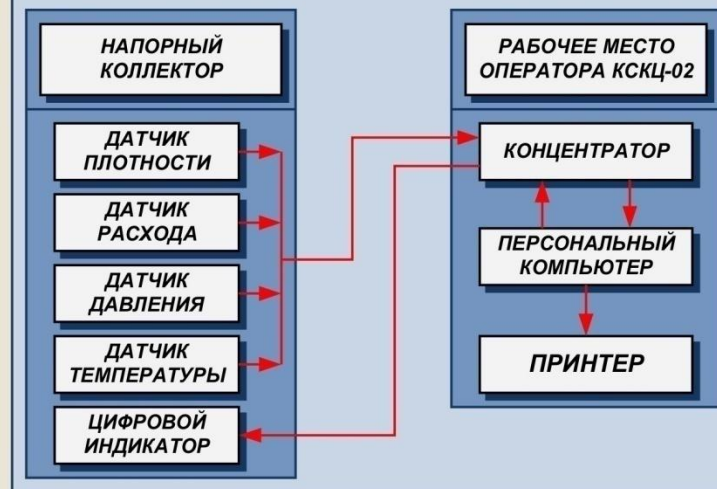 НАПОРНЫЙ
КОЛЛЕКТОР
ДАТЧИК
ПЛОТНОСТИ
ДАТЧИК
РАСХОДА
ДАТЧИК
ДАВЛЕНИЯ
ДАТЧИК
ТЕМПЕРАТУРЫ
ЦИФРОВОЙ
ИНДИКАТОР
РАБОЧЕЕ МЕСТО
ОПЕРАТОРА КСКЦ-02
КОНЦЕНТРАТОР
ПЕРСОНАЛЬНЫЙ
КОМПЬЮТЕР
ПРИНТЕР